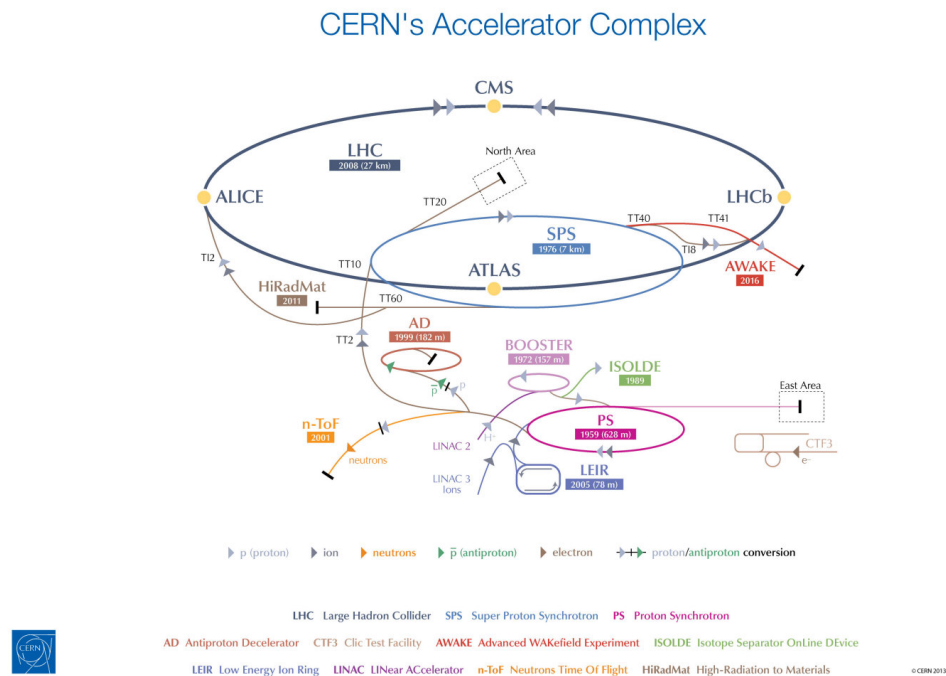 CERN's Accelerator Complex
CMS
LHC
2008 (27 km)
North Area
ALICE
LHCb
TT20
TT40
TT41
SPS
1976 (7 km)
TI8
TI2
TT10
ATLAS
AWAKE
2016
HiRadMat
2011
TT60
AD
1999 (182 m)
TT2
BOOSTER
1972 (157 m)
ISOLDE
1989
p
p̅
East Area
n-ToF
2001
PS
1959 (628 m)
H⁻
LINAC 2
neutrons
CTF3
e⁻
LINAC 3
Ions
LEIR
2005 (78 m)
p (proton) ion neutrons p̅ (antiproton) electron proton/antiproton conversion
LHC Large Hadron Collider SPS Super Proton Synchrotron PS Proton Synchrotron
AD Antiproton Decelerator CTF3 Clic Test Facility AWAKE Advanced WAKefield Experiment ISOLDE Isotope Separator OnLine DEvice
LEIR Low Energy Ion Ring LINAC LINear ACcelerator n-ToF Neutrons Time Of Flight HiRadMat High-Radiation to Materials
CERN
© CERN 2013